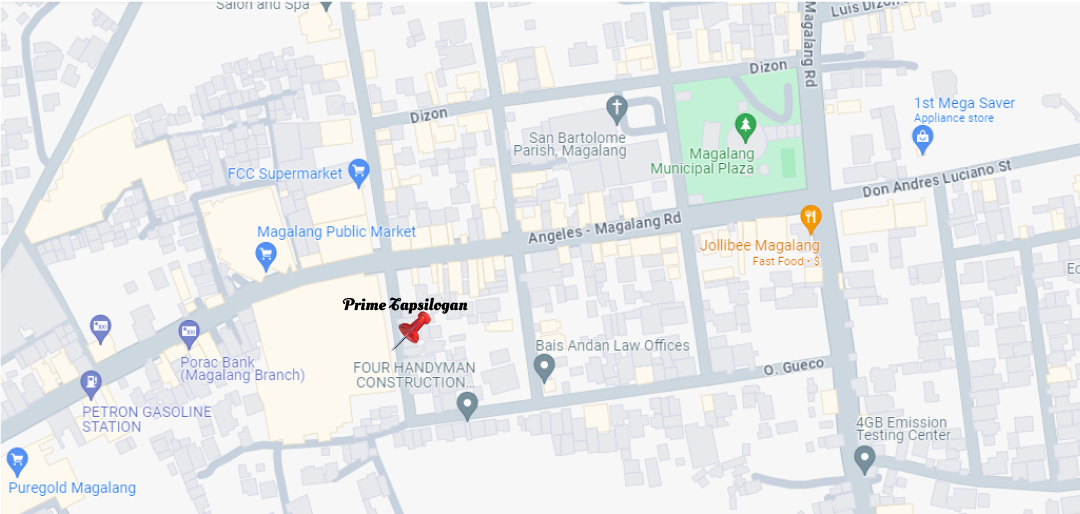 Salon and Spa
Luis Dizon
Magalang Rd
Dizon
Dizon
1st Mega Saver
Appliance store
San Bartolome
Parish, Magalang
Magalang
Municipal Plaza
FCC Supermarket
Don Andres Luciano St
Magalang Public Market
Angeles - Magalang Rd
Jollibee Magalang
Fast Food · $
Prime Tapsilogan
Porac Bank
(Magalang Branch)
Bais Andan Law Offices
FOUR HANDYMAN
CONSTRUCTION...
O. Gueco
PETRON GASOLINE
STATION
4GB Emission
Testing Center
Puregold Magalang